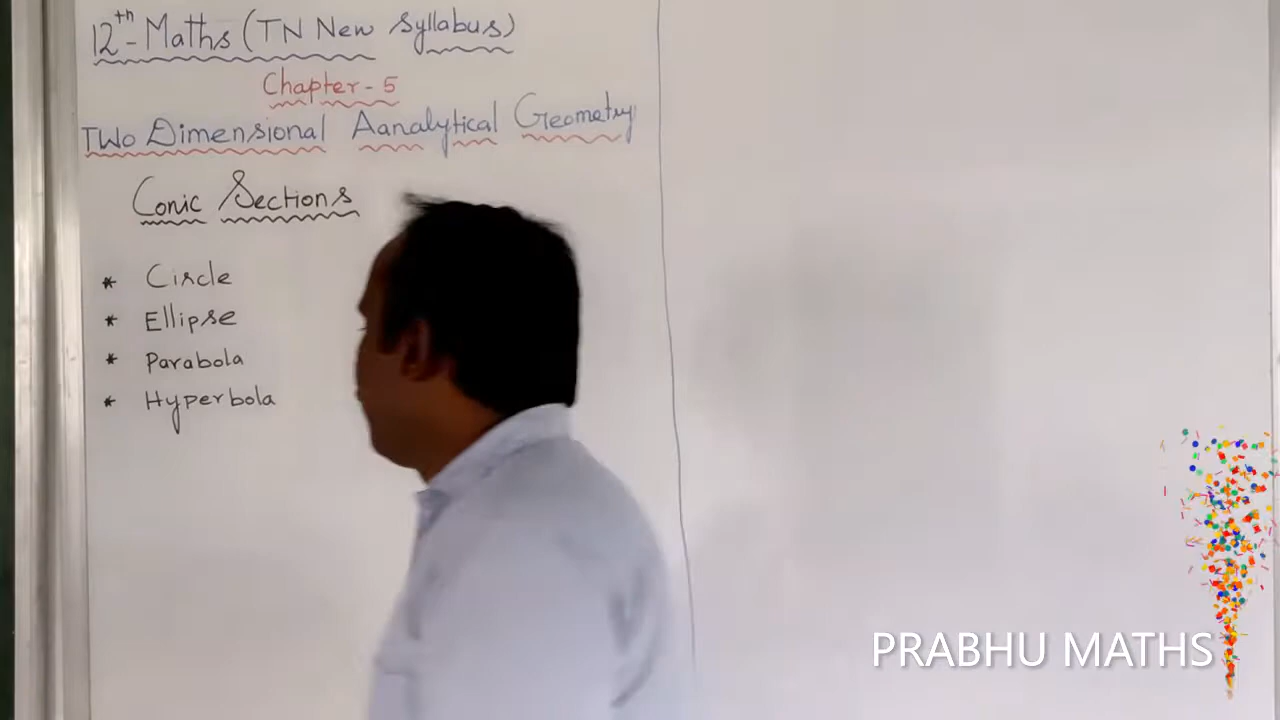 12th - Maths (TN New Syllabus)
Chapter - 5
Two Dimensional Aanalytical Geometry
Conic Sections
* Circle
* Ellipse
* Parabola
* Hyperbola
PRABHU MATHS